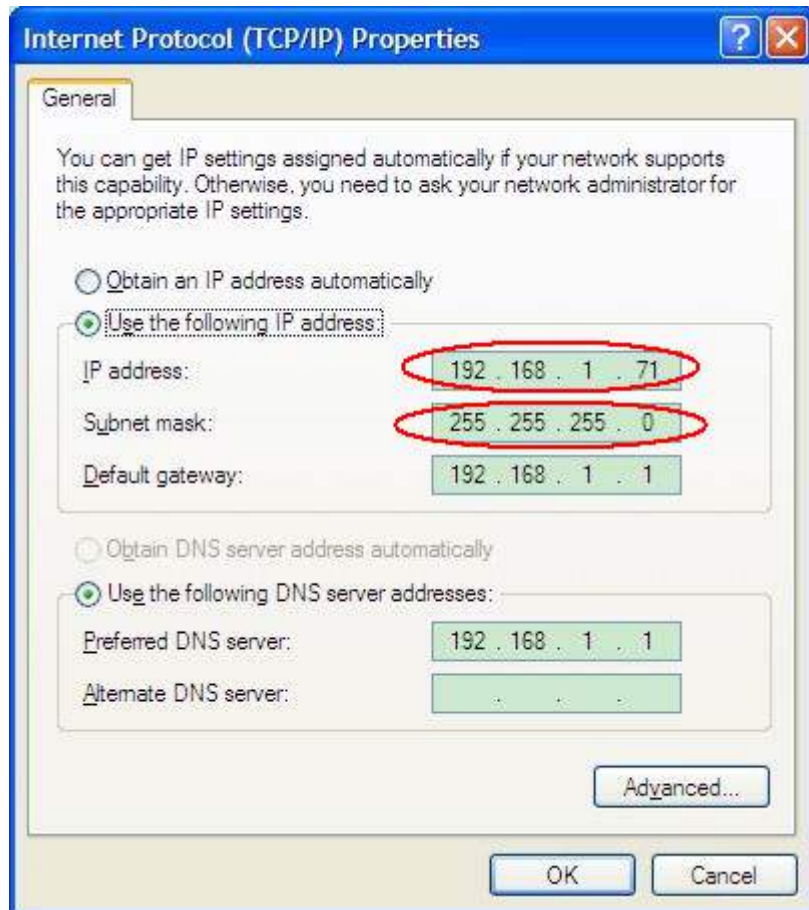 Internet Protocol (TCP/IP) Properties
General
You can get IP settings assigned automatically if your network supports
this capability. Otherwise, you need to ask your network administrator for
the appropriate IP settings.
Obtain an IP address automatically
Use the following IP address:
IP address: 192 . 168 . 1 . 71
Subnet mask: 255 . 255 . 255 . 0
Default gateway: 192 . 168 . 1 . 1
Obtain DNS server address automatically
Use the following DNS server addresses:
Preferred DNS server: 192 . 168 . 1 . 1
Alternate DNS server: . . .
Advanced...
OK Cancel